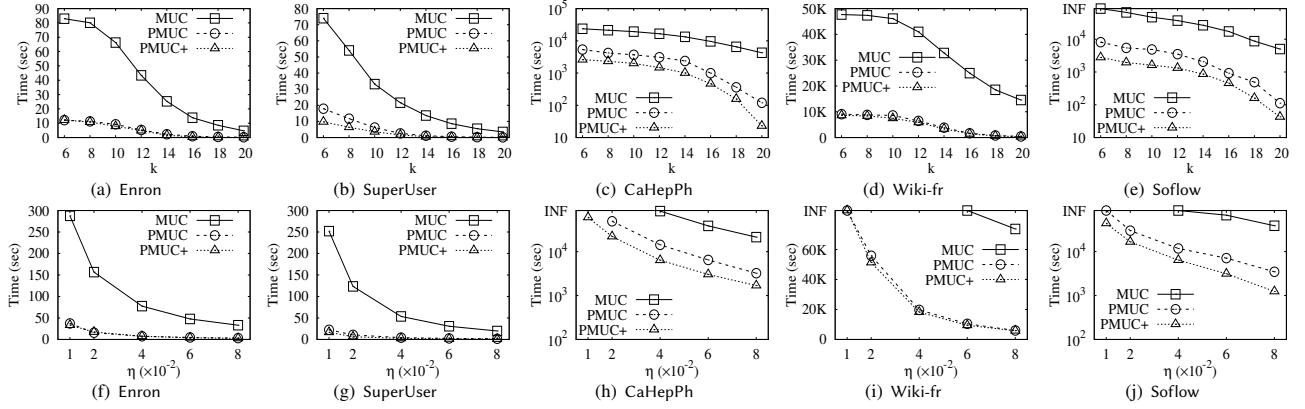 90
80
70
60
50
40
30
20
10
0
Time (sec)
MUC
PMUC
PMUC+
6 8 10 12 14 16 18 20
k
(a) Enron
80
70
60
50
40
30
20
10
0
Time (sec)
MUC
PMUC
PMUC+
6 8 10 12 14 16 18 20
k
(b) SuperUser
10^5
10^4
10^3
10^2
10
Time (sec)
MUC
PMUC
PMUC+
6 8 10 12 14 16 18 20
k
(c) CaHepPh
50K
40K
30K
20K
10K
0
Time (sec)
MUC
PMUC
PMUC+
6 8 10 12 14 16 18 20
k
(d) Wiki-fr
INF
10^4
10^3
10^2
10
Time (sec)
MUC
PMUC
PMUC+
6 8 10 12 14 16 18 20
k
(e) Soflow
300
250
200
150
100
50
0
Time (sec)
MUC
PMUC
PMUC+
1 2 4 6 8
η (×10^-2)
(f) Enron
300
250
200
150
100
50
0
Time (sec)
MUC
PMUC
PMUC+
1 2 4 6 8
η (×10^-2)
(g) SuperUser
INF
10^4
10^3
10^2
Time (sec)
MUC
PMUC
PMUC+
1 2 4 6 8
η (×10^-2)
(h) CaHepPh
INF
60K
40K
20K
0
Time (sec)
MUC
PMUC
PMUC+
1 2 4 6 8
η (×10^-2)
(i) Wiki-fr
INF
10^4
10^3
10^2
Time (sec)
MUC
PMUC
PMUC+
1 2 4 6 8
η (×10^-2)
(j) Soflow